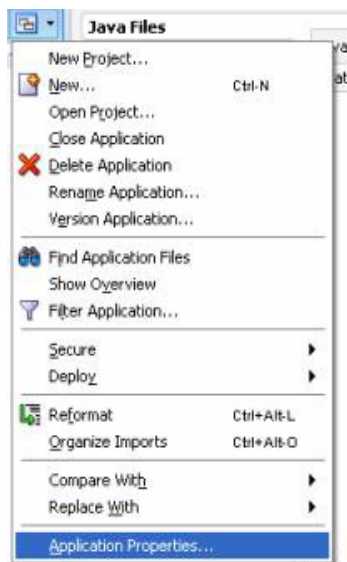 Java Files
New Project...
New... Ctrl-N
Open Project...
Close Application
Delete Application
Rename Application...
Version Application...
Find Application Files
Show Overview
Filter Application...
Secure
Deploy
Reformat Ctrl+Alt-L
Organize Imports Ctrl+Alt-O
Compare With
Replace With
Application Properties...